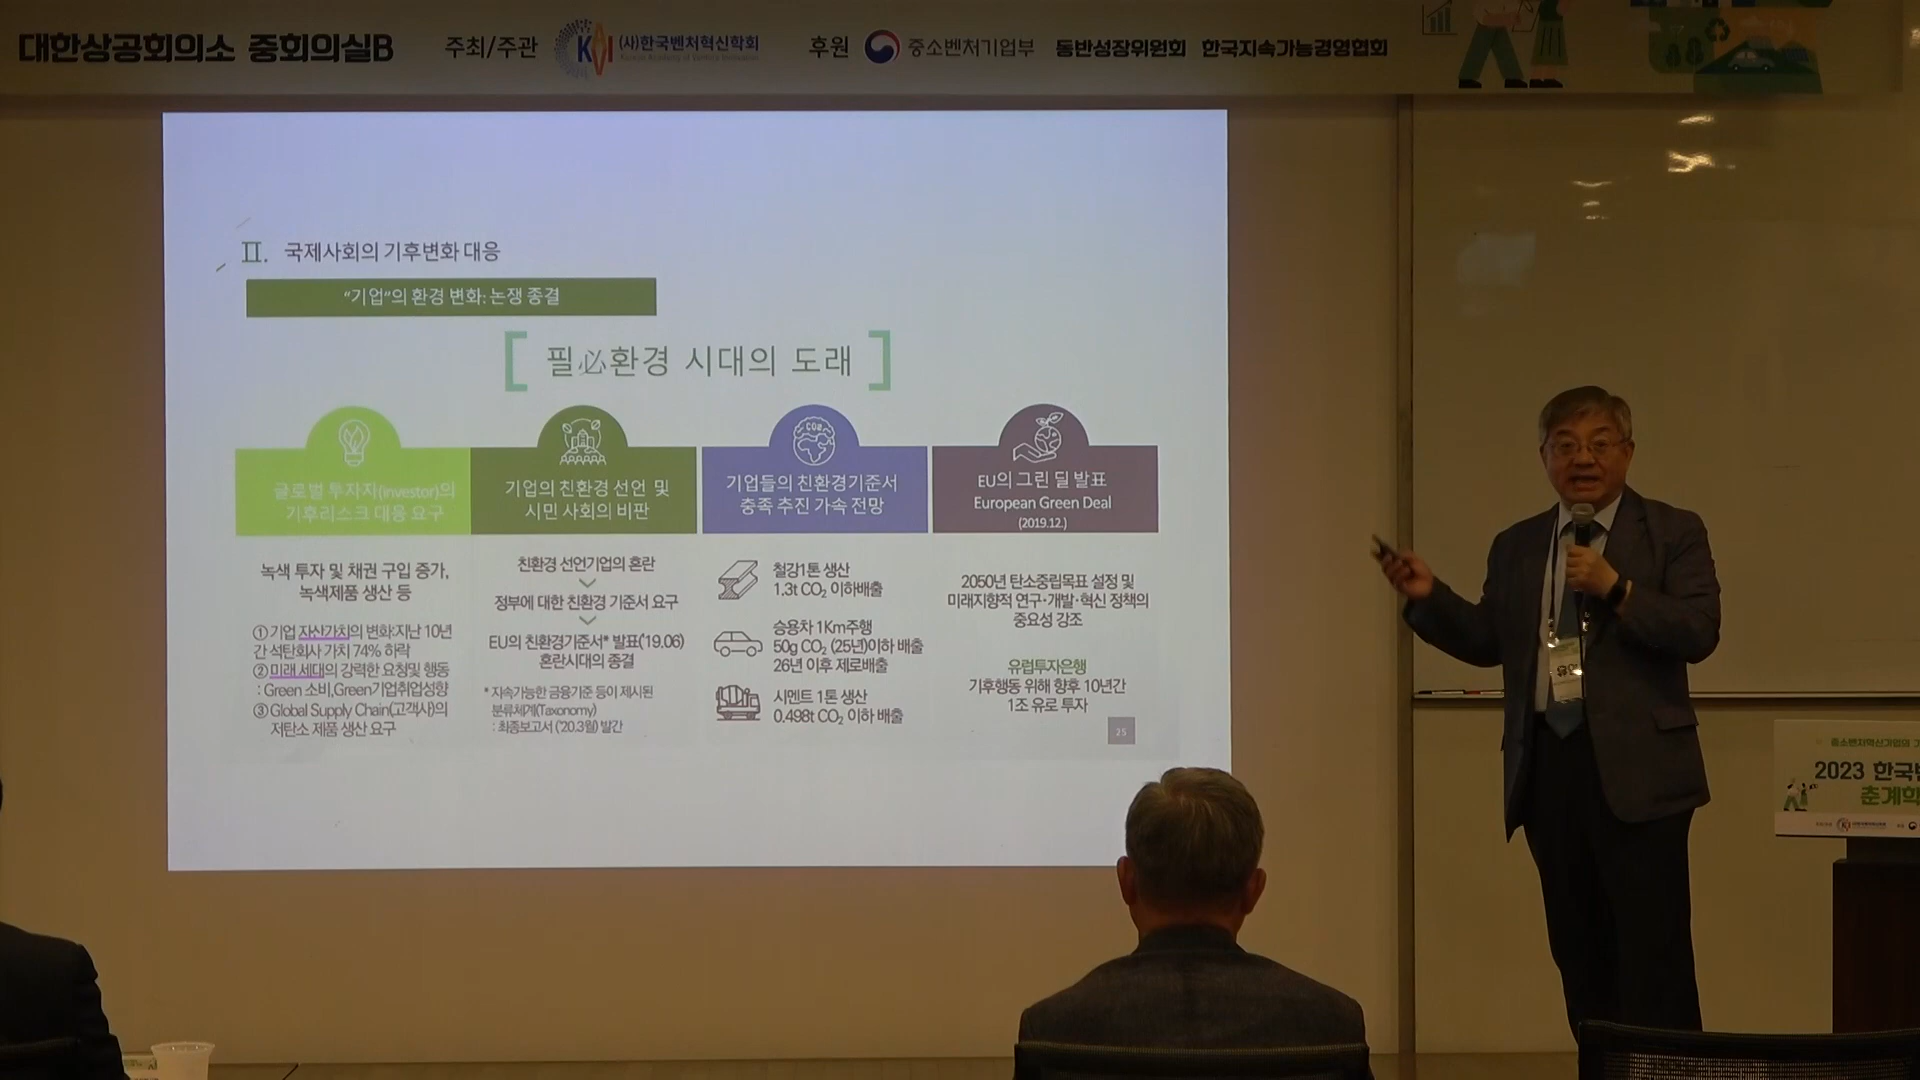 대한상공회의소 중회의실B 주최/주관 KAI (사)한국벤처혁신학회 후원 중소벤처기업부 동반성장위원회 한국지속가능경영협회
Ⅱ. 국제사회의 기후변화 대응
“기업”의 환경 변화: 논쟁 종결
[ 필必환경 시대의 도래 ]
글로벌 투자지(investor)의
기후리스크 대응 요구
녹색 투자 및 채권 구입 증가,
녹색제품 생산 등
① 기업 자산가치의 변화:지난 10년
간 석탄회사 가치 74% 하락
② 미래 세대의 강력한 요청및 행동
: Green 소비,Green기업취업성향
③ Global Supply Chain(고객사)의
저탄소 제품 생산 요구
기업의 친환경 선언 및
시민 사회의 비판
친환경 선언기업의 혼란
정부에 대한 친환경 기준서 요구
EU의 친환경기준서* 발표('19.06)
혼란시대의 종결
* 지속가능한 금융기준 등이 제시된
분류체계(Taxonomy)
: 최종보고서 ('20.3월) 발간
CO2
기업들의 친환경기준서
충족 추진 가속 전망
철강1톤 생산
1.3t CO₂ 이하배출
승용차 1Km주행
50g CO₂ (25년)이하 배출
26년 이후 제로배출
시멘트 1톤 생산
0.498t CO₂ 이하 배출
EU의 그린 딜 발표
European Green Deal
(2019.12.)
2050년 탄소중립목표 설정 및
미래지향적 연구·개발·혁신 정책의
중요성 강조
유럽투자은행
기후행동 위해 향후 10년간
1조 유로 투자
25
중소벤처혁신기업의
2023 한국
춘계학